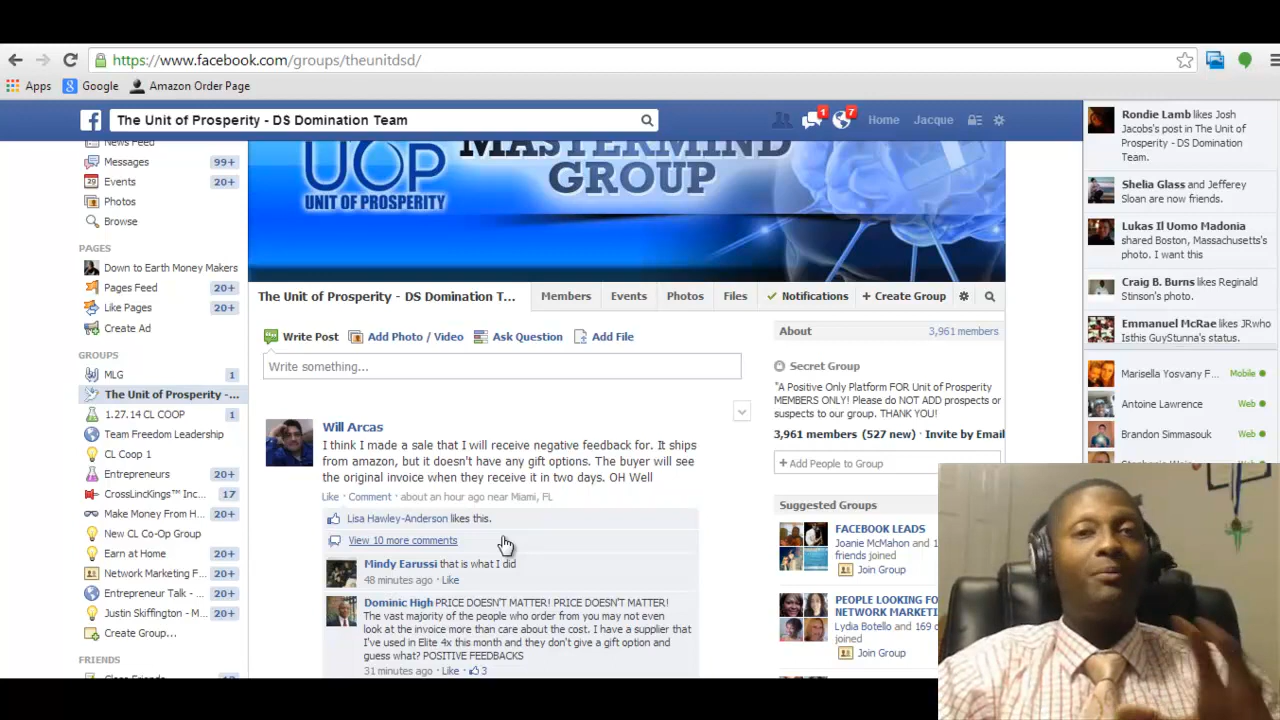 https://www.facebook.com/groups/theunitdsd/
Apps
Google
Amazon Order Page
The Unit of Prosperity - DS Domination Team
1
7
Home
Jacque
News Feed
Messages 99+
Events 20+
Photos
Browse
PAGES
Down to Earth Money Makers
Pages Feed 20+
Like Pages 20+
Create Ad
GROUPS
MLG 1
The Unit of Prosperity -...
1.27.14 CL COOP 1
Team Freedom Leadership
CL Coop 1
Entrepreneurs 20+
CrossLincKings™ Inc... 17
Make Money From H... 20+
New CL Co-Op Group
Earn at Home 20+
Network Marketing F... 20+
Entrepreneur Talk - ... 20+
Justin Skiffington - M... 20+
Create Group...
FRIENDS
UOP
UNIT OF PROSPERITY
MASTERMIND
GROUP
The Unit of Prosperity - DS Domination T...
Members
Events
Photos
Files
Notifications
+ Create Group
Write Post
Add Photo / Video
Ask Question
Add File
Write something...
Will Arcas
I think I made a sale that I will receive negative feedback for. It ships
from amazon, but it doesn't have any gift options. The buyer will see
the original invoice when they receive it in two days. OH Well
Like · Comment · about an hour ago near Miami, FL
Lisa Hawley-Anderson likes this.
View 10 more comments
Mindy Earussi that is what I did
48 minutes ago · Like
Dominic High PRICE DOESN'T MATTER! PRICE DOESN'T MATTER!
The vast majority of the people who order from you may not even
look at the invoice more than care about the cost. I have a supplier that
I've used in Elite 4x this month and they don't give a gift option and
guess what? POSITIVE FEEDBACKS
31 minutes ago · Like · 3
About
3,961 members
Secret Group
"A Positive Only Platform FOR Unit of Prosperity
MEMBERS ONLY! Please do NOT ADD prospects or
suspects to our group. THANK YOU!
3,961 members (527 new) · Invite by Email
+ Add People to Group
Suggested Groups
FACEBOOK LEADS
Joanie McMahon and 1
friends joined
Join Group
PEOPLE LOOKING FO
NETWORK MARKETI
Lydia Botello and 169 o
joined
Join Group
Rondie Lamb likes Josh
Jacobs's post in The Unit of
Prosperity - DS Domination
Team.
Shelia Glass and Jefferey
Sloan are now friends.
Lukas Il Uomo Madonia
shared Boston, Massachusetts's
photo. I want this
Craig B. Burns likes Reginald
Stinson's photo.
Emmanuel McRae likes JRwho
Isthis GuyStunna's status.
Marisella Yosvany F... Mobile
Antoine Lawrence Web
Brandon Simmasouk Web